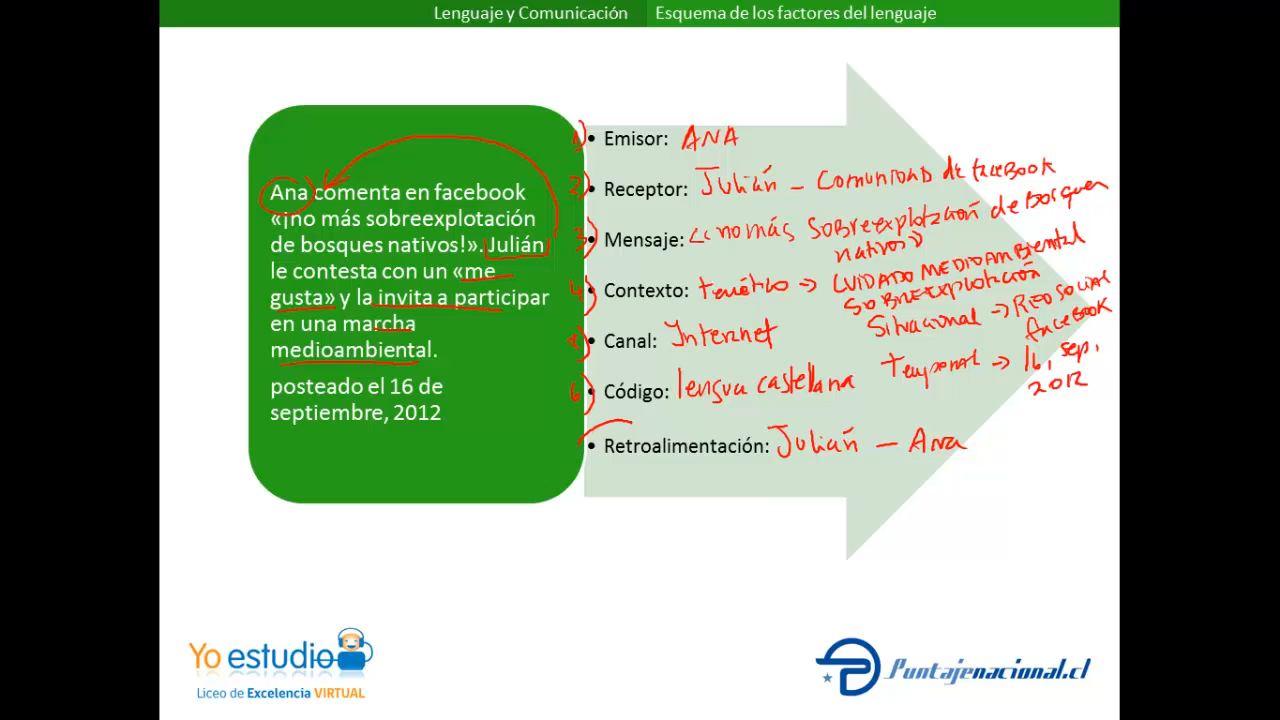 Lenguaje y Comunicación Esquema de los factores del lenguaje
Ana comenta en facebook
«¡no más sobreexplotación
de bosques nativos!». Julián
le contesta con un «me
gusta» y la invita a participar
en una marcha
medioambiental.
posteado el 16 de
septiembre, 2012
1) • Emisor: ANA
2) • Receptor: Julián – Comunidad de facebook
3) • Mensaje: «no más sobreexplotación de bosques
nativos»
4) • Contexto: temático → CUIDADO MEDIOAMBIENTAL
SOBREExplotación
Situacional → RED SOCIAL
facebook
Temporal → 16, sep.
2012
5) • Canal: Internet
6) • Código: lengua castellana
• Retroalimentación: Julián – Ana
Yo estudio
Liceo de Excelencia VIRTUAL
Puntajenacional.cl